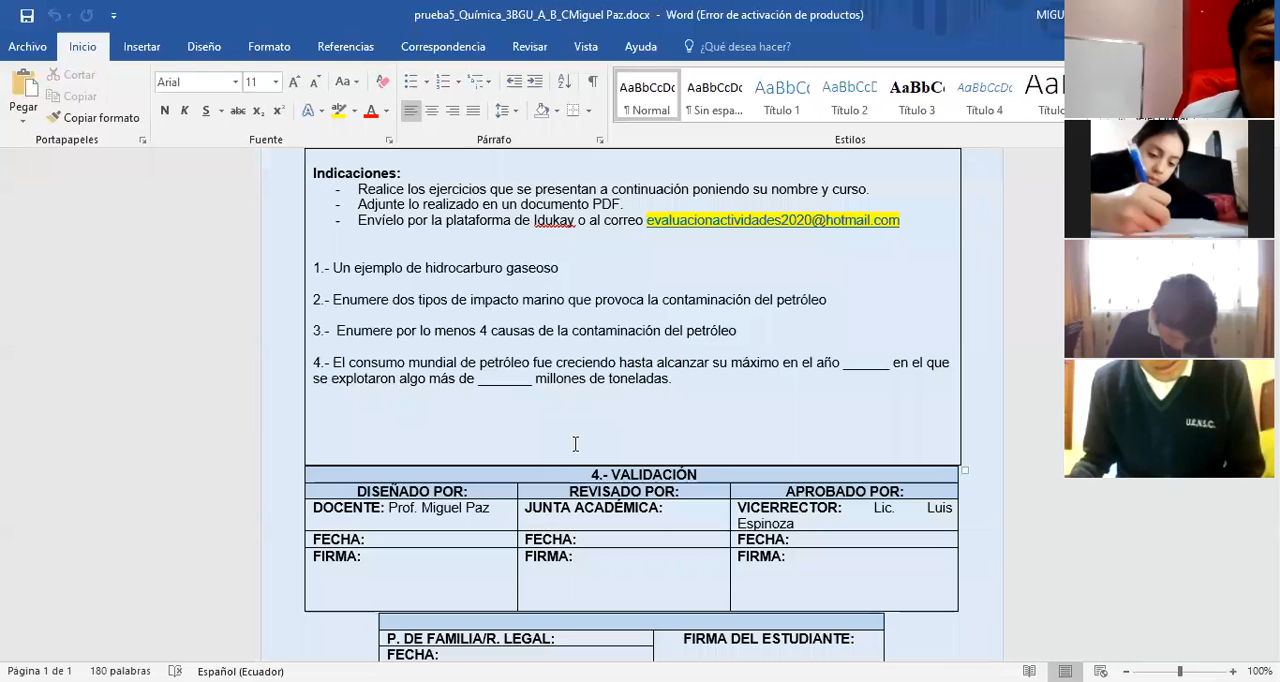 prueba5_Química_3BGU_A_B_CMiguel Paz.docx - Word (Error de activación de productos)
MIGU
Archivo Inicio Insertar Diseño Formato Referencias Correspondencia Revisar Vista Ayuda ¿Qué desea hacer?
Pegar
Cortar
Copiar
Copiar formato
Portapapeles
Arial 11
Fuente
Párrafo
AaBbCcDc AaBbCcDc AaBbCc AaBbCcD AaBbC AaBbCcDd Aa
¶ Normal ¶ Sin espa... Título 1 Título 2 Título 3 Título 4 Título
Estilos
Indicaciones:
- Realice los ejercicios que se presentan a continuación poniendo su nombre y curso.
- Adjunte lo realizado en un documento PDF.
- Envíelo por la plataforma de Idukay o al correo evaluacionactividades2020@hotmail.com
1.- Un ejemplo de hidrocarburo gaseoso
2.- Enumere dos tipos de impacto marino que provoca la contaminación del petróleo
3.- Enumere por lo menos 4 causas de la contaminación del petróleo
4.- El consumo mundial de petróleo fue creciendo hasta alcanzar su máximo en el año ______ en el que
se explotaron algo más de _______ millones de toneladas.
4.- VALIDACIÓN
DISEÑADO POR: REVISADO POR: APROBADO POR:
DOCENTE: Prof. Miguel Paz JUNTA ACADÉMICA: VICERRECTOR: Lic. Luis
Espinoza
FECHA: FECHA: FECHA:
FIRMA: FIRMA: FIRMA:
P. DE FAMILIA/R. LEGAL: FIRMA DEL ESTUDIANTE:
FECHA:
U.E.N.S.C.
Página 1 de 1 180 palabras Español (Ecuador) 100%